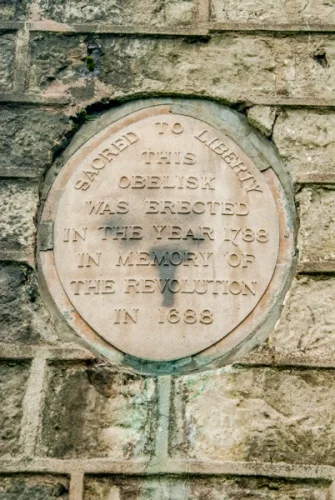 SACRED TO LIBERTY
THIS
OBELISK
WAS ERECTED
IN THE YEAR 1788
IN MEMORY OF
THE REVOLUTION
IN 1688